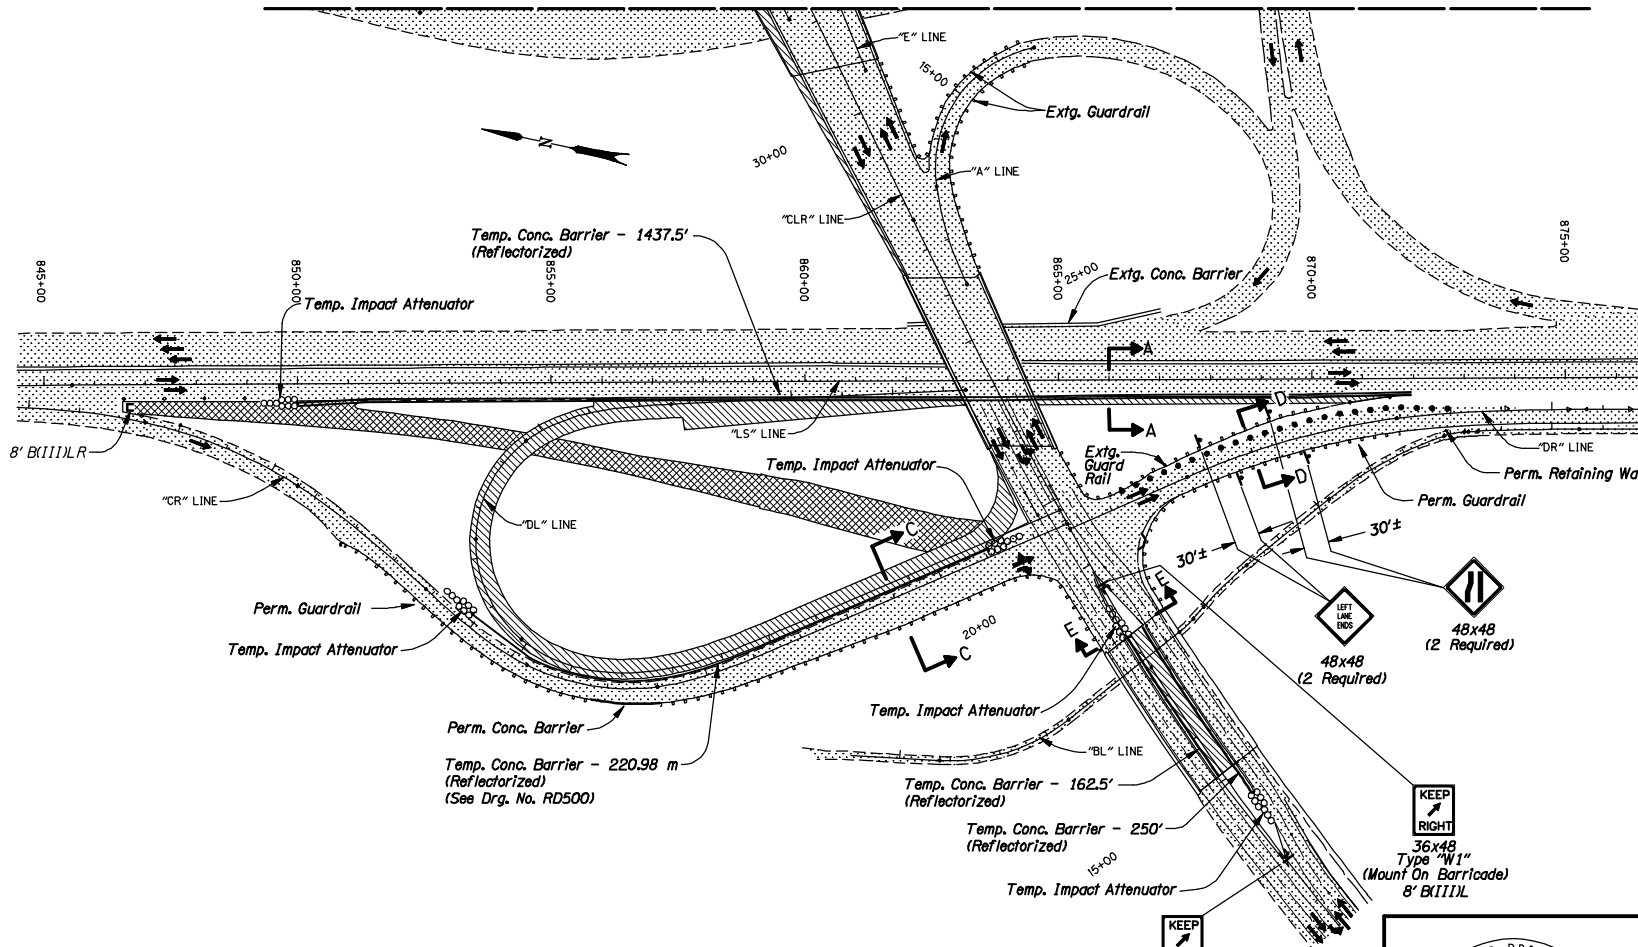 "E" LINE
15+00
Extg. Guardrail
N
30+00
"A" LINE
"CLR" LINE
Temp. Conc. Barrier - 1437.5'
(Reflectorized)
845+00
850+00
855+00
860+00
865+00
25+00
870+00
875+00
Extg. Conc. Barrier
Temp. Impact Attenuator
A
A
D
D
"LS" LINE
8' B(III)LR
Extg.
Guard
Rail
"DR" LINE
Temp. Impact Attenuator
Perm. Retaining Wa
"CR" LINE
Perm. Guardrail
"DL" LINE
C
C
30'±
30'±
E
E
LEFT
LANE
ENDS
48x48
(2 Required)
48x48
(2 Required)
Perm. Guardrail
Temp. Impact Attenuator
20+00
Temp. Impact Attenuator
Perm. Conc. Barrier
"BL" LINE
Temp. Conc. Barrier - 220.98 m
(Reflectorized)
(See Drg. No. RD500)
Temp. Conc. Barrier - 162.5'
(Reflectorized)
Temp. Conc. Barrier - 250'
(Reflectorized)
15+00
Temp. Impact Attenuator
KEEP
RIGHT
36x48
Type "W1"
(Mount On Barricade)
8' B(III)L
KEEP